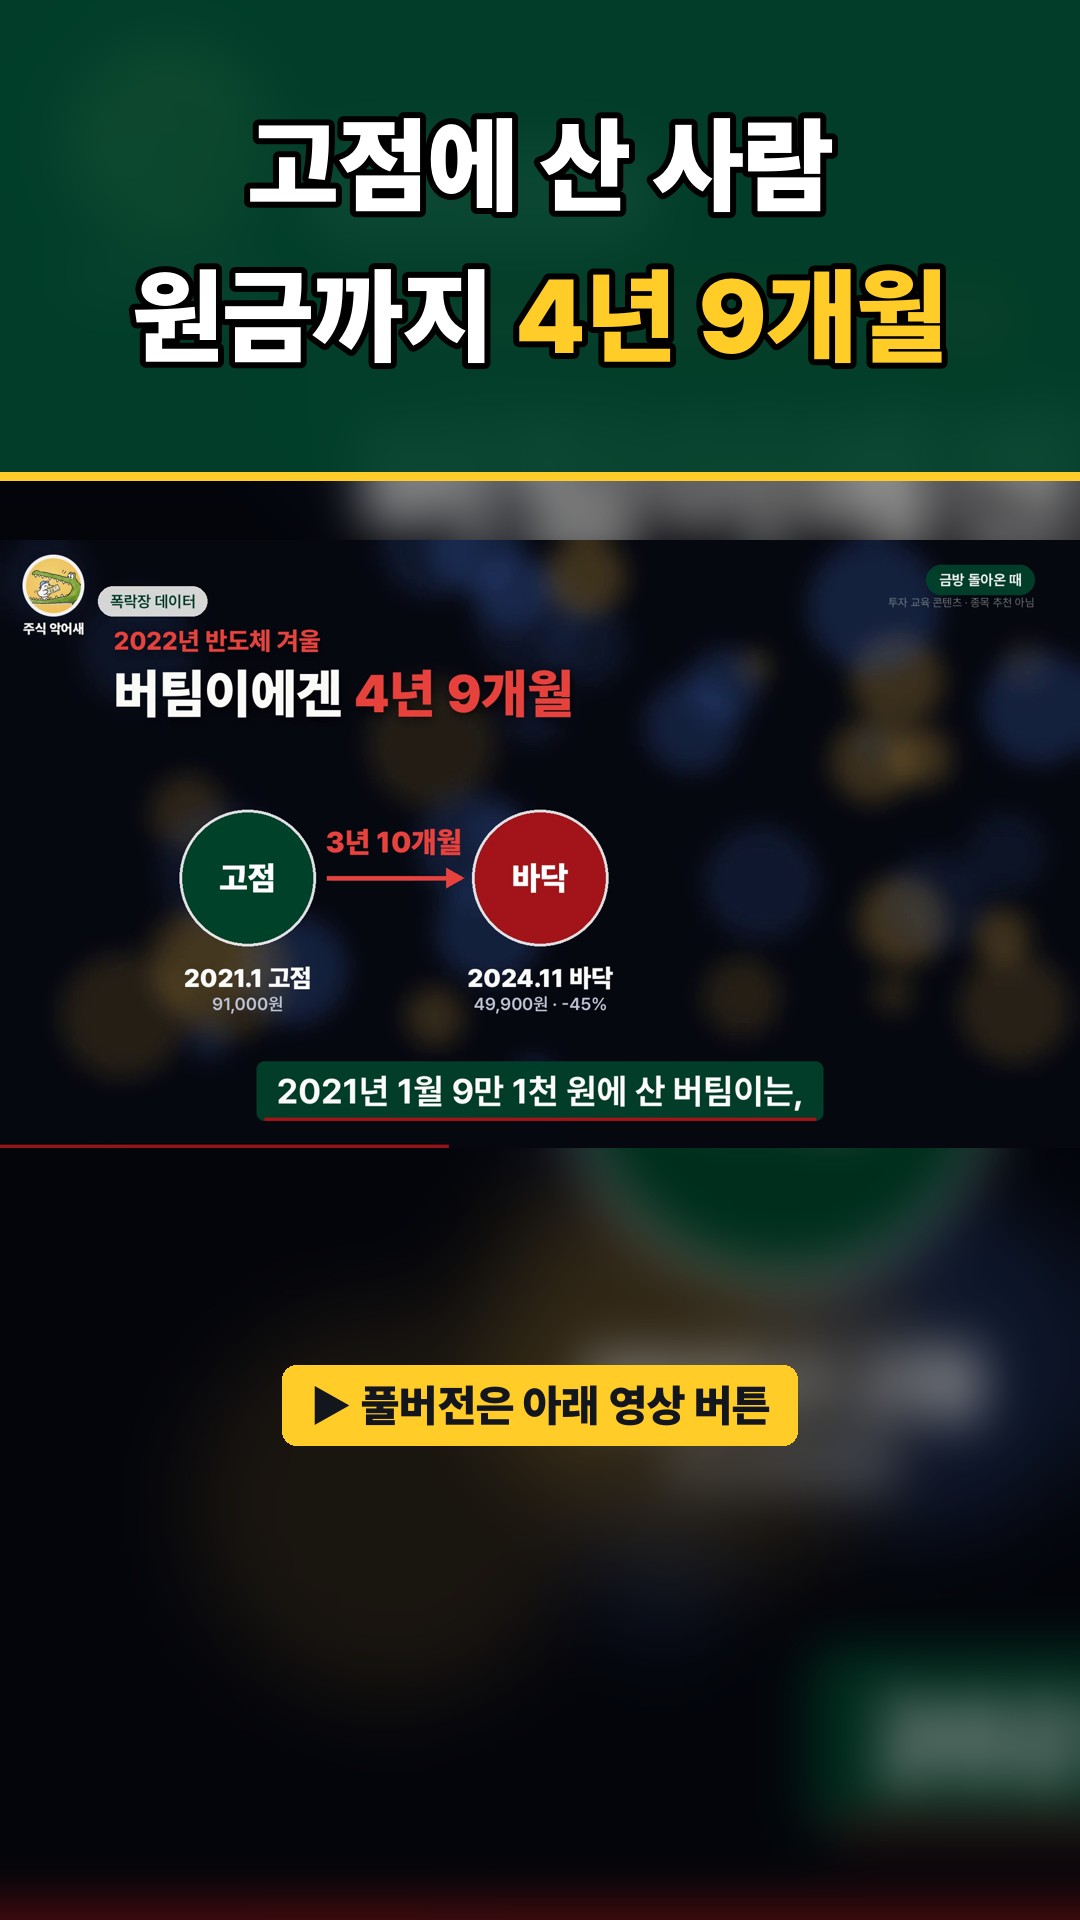 고점에 산 사람
원금까지 4년 9개월
주식 악어새
폭락장 데이터
금방 돌아온 때
투자 교육 콘텐츠 · 종목 추천 아님
2022년 반도체 겨울
버팀이에겐 4년 9개월
고점
3년 10개월
바닥
2021.1 고점
91,000원
2024.11 바닥
49,900원 · -45%
2021년 1월 9만 1천 원에 산 버팀이는,
▶ 풀버전은 아래 영상 버튼